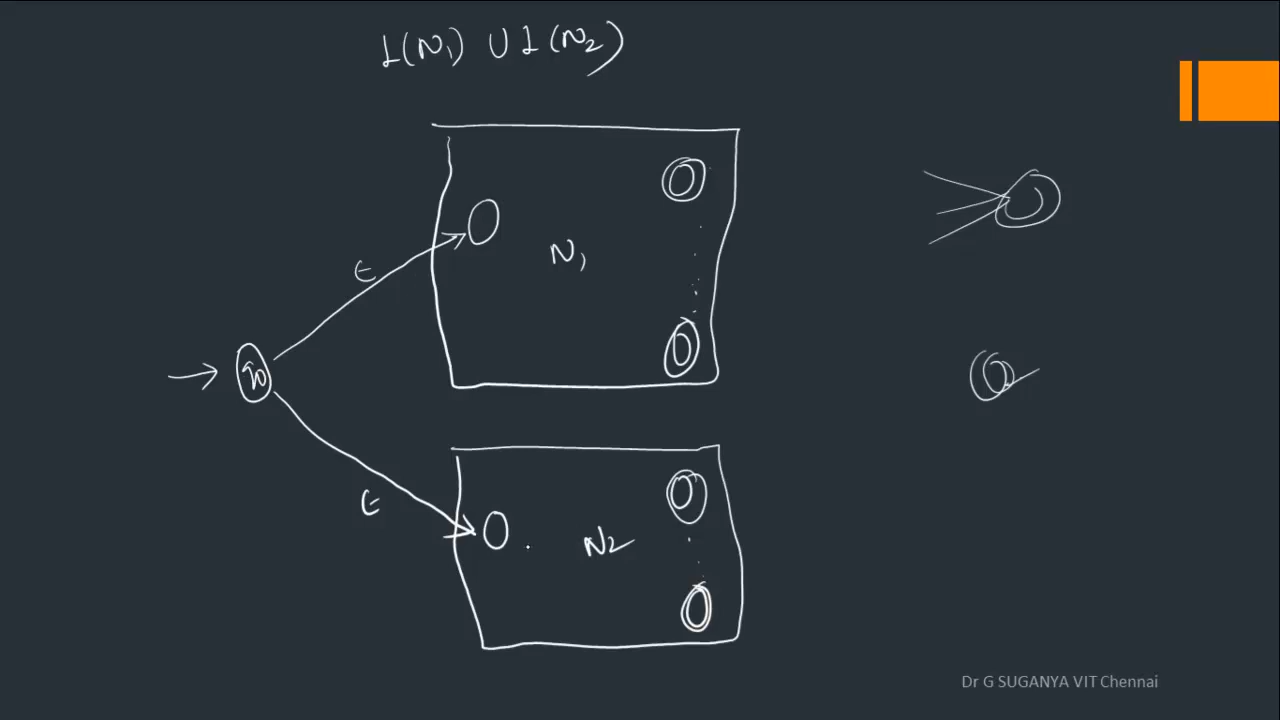 L(N₁) ∪ L(N₂)
N₁
ε
q₀
ε
N₂
Dr G SUGANYA VIT Chennai